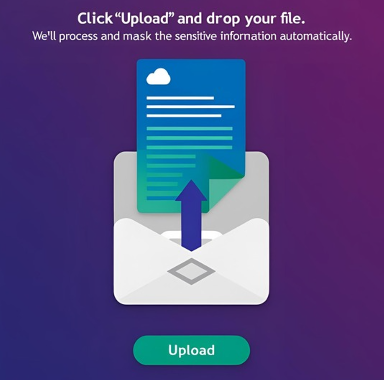 Click “Upload” and drop your file.
We'll process and mask the sensitive information automatically.
Upload